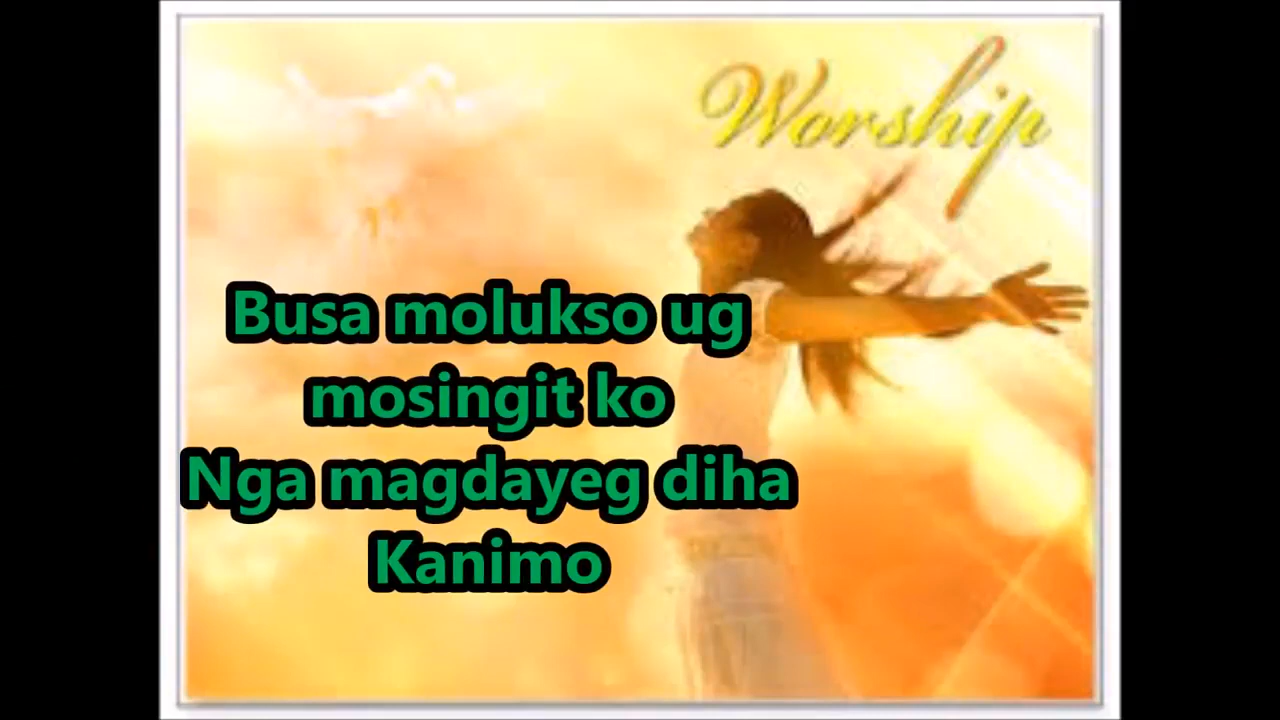 Worship
Busa molukso ug
mosingit ko
Nga magdayeg diha
Kanimo